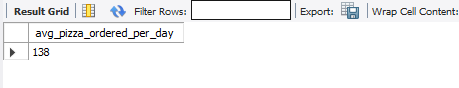 Result Grid Filter Rows: Export: Wrap Cell Content:
avg_pizza_ordered_per_day
138